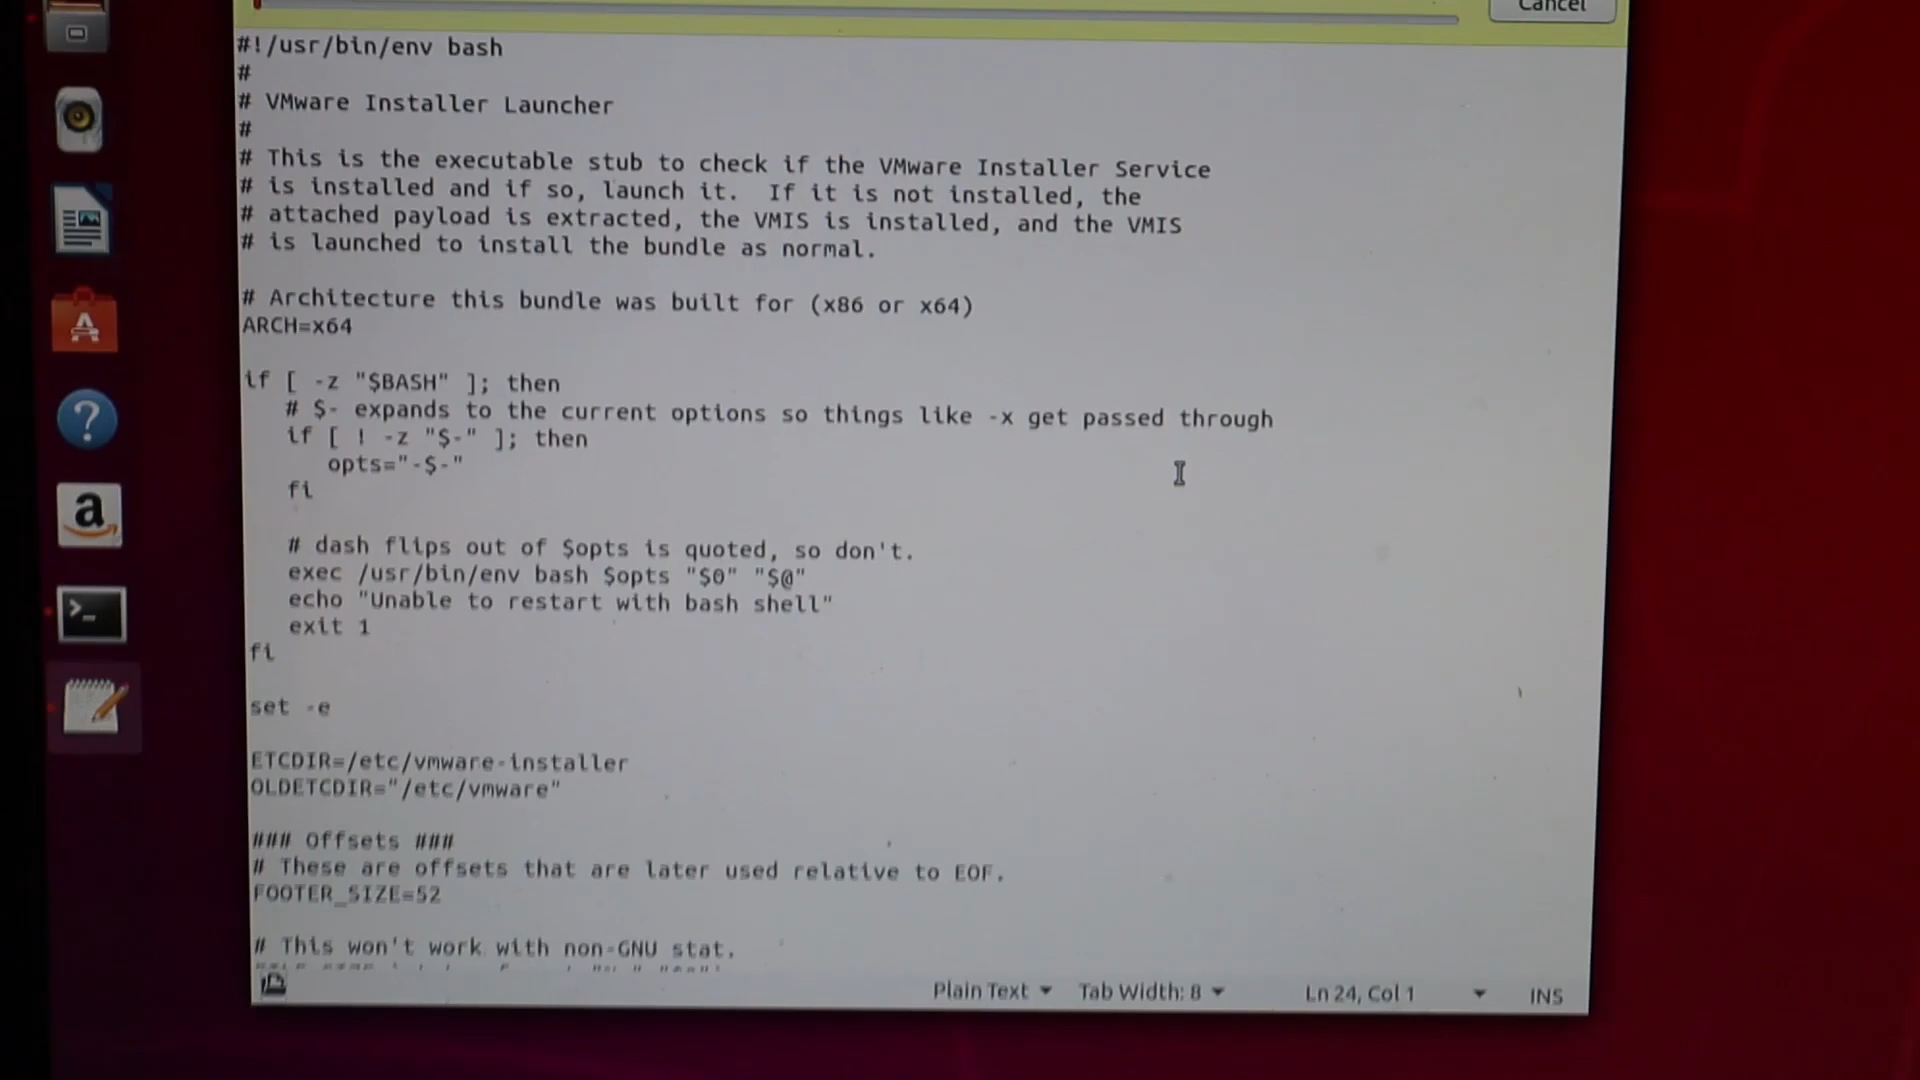 Cancel
#!/usr/bin/env bash
#
# VMware Installer Launcher
#
# This is the executable stub to check if the VMware Installer Service
# is installed and if so, launch it.  If it is not installed, the
# attached payload is extracted, the VMIS is installed, and the VMIS
# is launched to install the bundle as normal.
# Architecture this bundle was built for (x86 or x64)
ARCH=x64
if [ -z "$BASH" ]; then
# $- expands to the current options so things like -x get passed through
if [ ! -z "$-" ]; then
opts="-$-"
fi
# dash flips out of $opts is quoted, so don't.
exec /usr/bin/env bash $opts "$0" "$@"
echo "Unable to restart with bash shell"
exit 1
fi
set -e
ETCDIR=/etc/vmware-installer
OLDETCDIR="/etc/vmware"
### Offsets ###
# These are offsets that are later used relative to EOF.
FOOTER_SIZE=52
# This won't work with non-GNU stat.
Plain Text Tab Width: 8 Ln 24, Col 1 INS